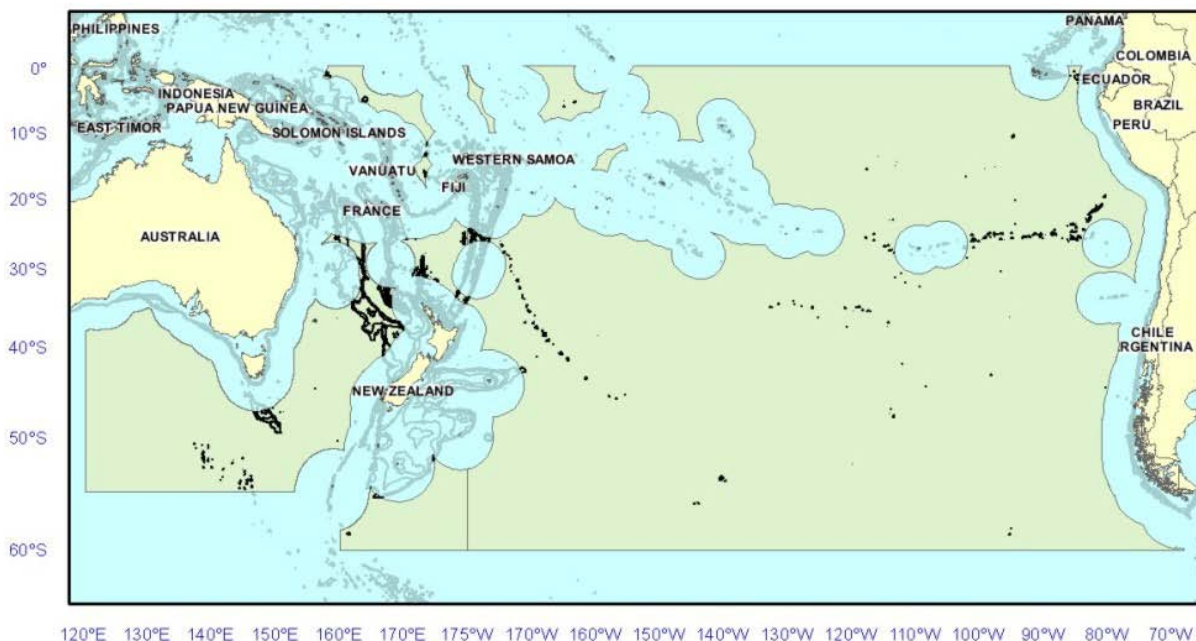 PHILIPPINES
PANAMA
COLOMBIA
0°
ECUADOR
INDONESIA
PAPUA NEW GUINEA
BRAZIL
PERU
10°S
EAST TIMOR
SOLOMON ISLANDS
WESTERN SAMOA
VANUATU
FIJI
20°S
FRANCE
AUSTRALIA
30°S
CHILE
RGENTINA
40°S
NEW ZEALAND
50°S
60°S
120°E 130°E 140°E 150°E 160°E 170°E 175°W 170°W 160°W 150°W 140°W 130°W 120°W 110°W 100°W 90°W 80°W 70°W